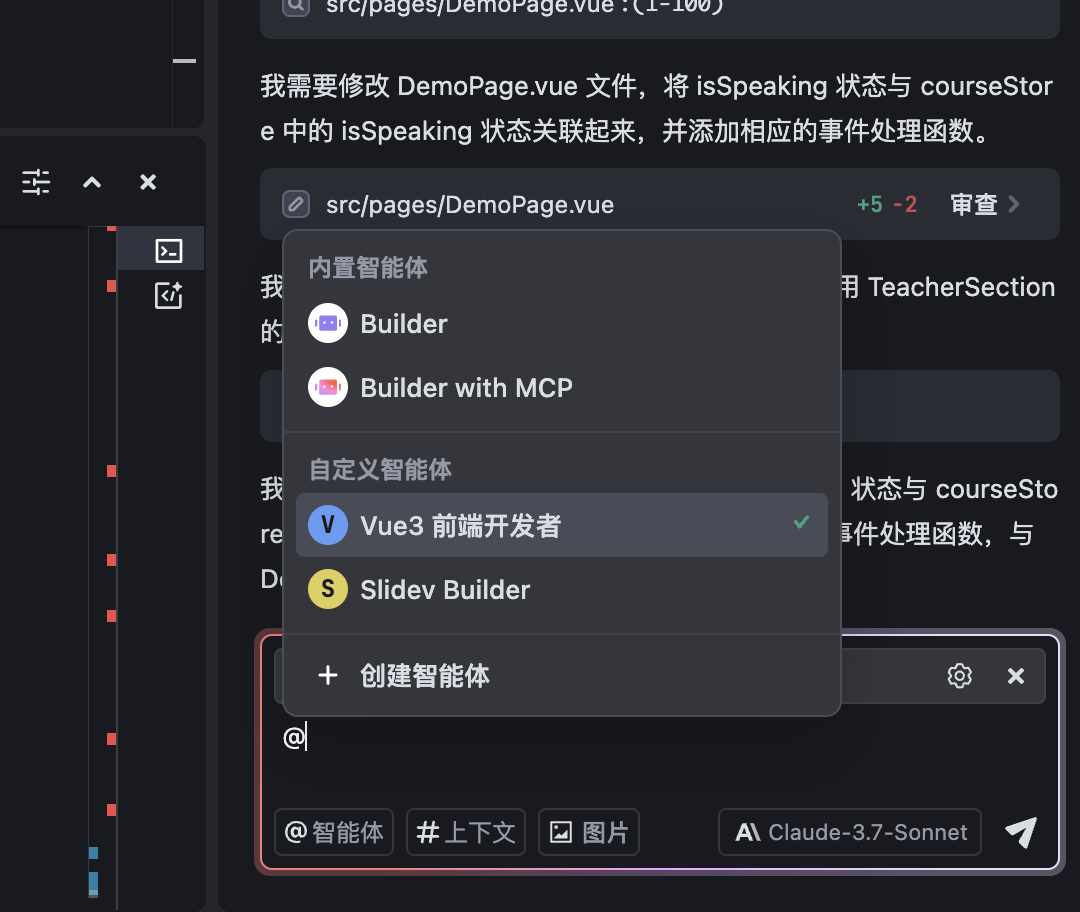 src/pages/DemoPage.vue :(1-100)
我需要修改 DemoPage.vue 文件，将 isSpeaking 状态与 courseStor
e 中的 isSpeaking 状态关联起来，并添加相应的事件处理函数。
src/pages/DemoPage.vue +5 -2 审查
我 用 TeacherSection
的
内置智能体
Builder
Builder with MCP
自定义智能体
我 状态与 courseSto
V Vue3 前端开发者
re 事件处理函数，与
De
S Slidev Builder
创建智能体
@
@智能体 #上下文 图片 Claude-3.7-Sonnet